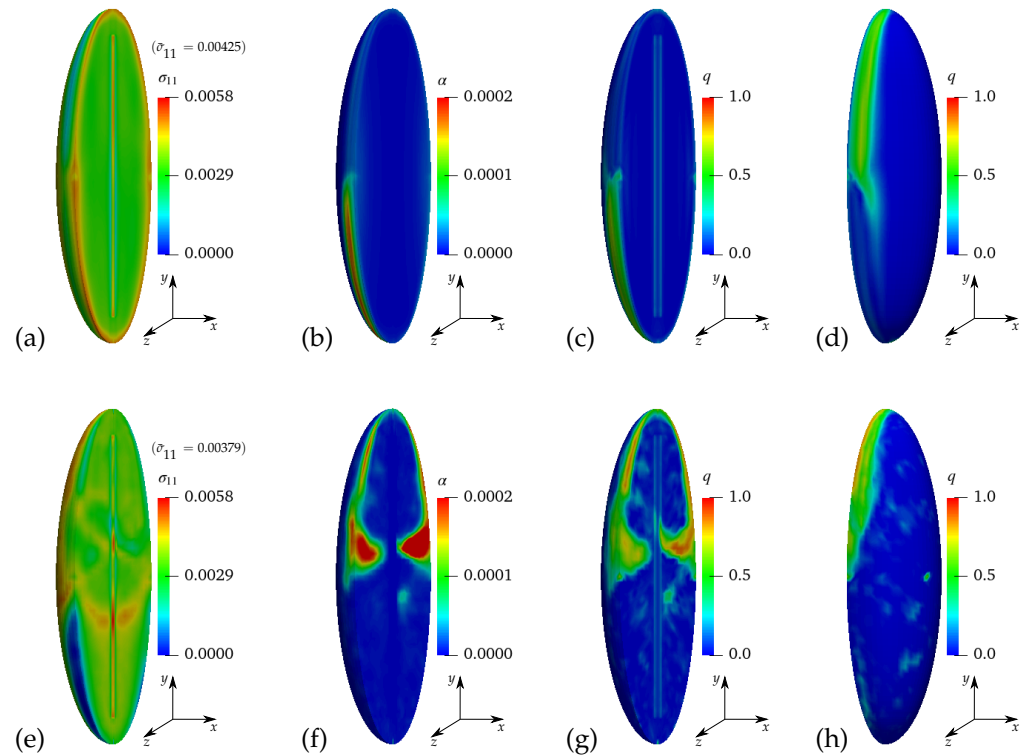 (σ̄11 = 0.00425)
σ11
0.0058
0.0029
0.0000
y
x
z
(a)
α
0.0002
0.0001
0.0000
y
x
z
(b)
q
1.0
0.5
0.0
y
x
z
(c)
q
1.0
0.5
0.0
y
x
z
(d)
(σ̄11 = 0.00379)
σ11
0.0058
0.0029
0.0000
y
x
z
(e)
α
0.0002
0.0001
0.0000
y
x
z
(f)
q
1.0
0.5
0.0
y
x
z
(g)
q
1.0
0.5
0.0
y
x
z
(h)